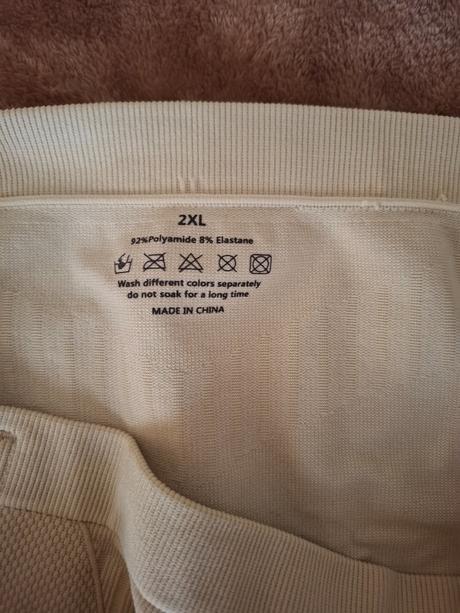 2XL
92%Polyamide 8% Elastane
Wash different colors separately
do not soak for a long time
MADE IN CHINA